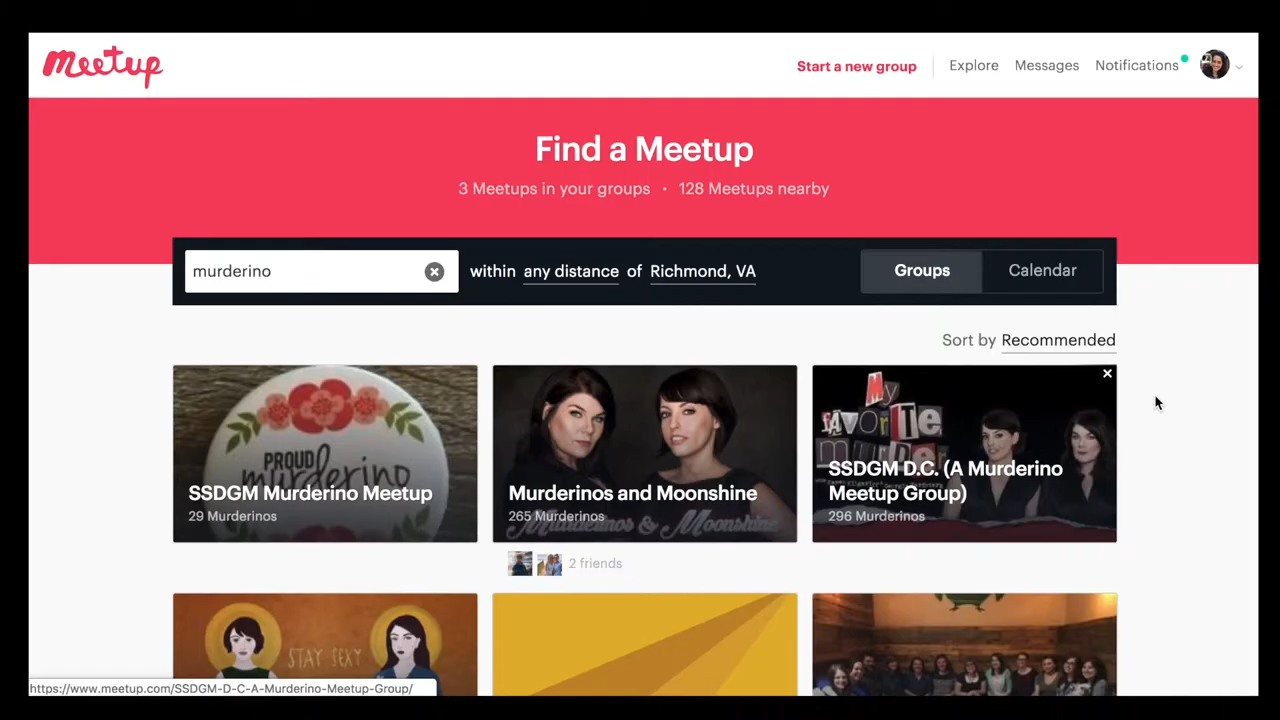 Meetup
Start a new group
Explore
Messages
Notifications
Find a Meetup
3 Meetups in your groups • 128 Meetups nearby
murderino
within any distance of Richmond, VA
Groups
Calendar
Sort by Recommended
PROUD
murderino
SSDGM Murderino Meetup
29 Murderinos
Murderinos and Moonshine
265 Murderinos
Murderinos & Moonshine
2 friends
My
fAVoRITe
MURdeR
SSDGM D.C. (A Murderino
Meetup Group)
296 Murderinos
STAY SEXY
https://www.meetup.com/SSDGM-D-C-A-Murderino-Meetup-Group/